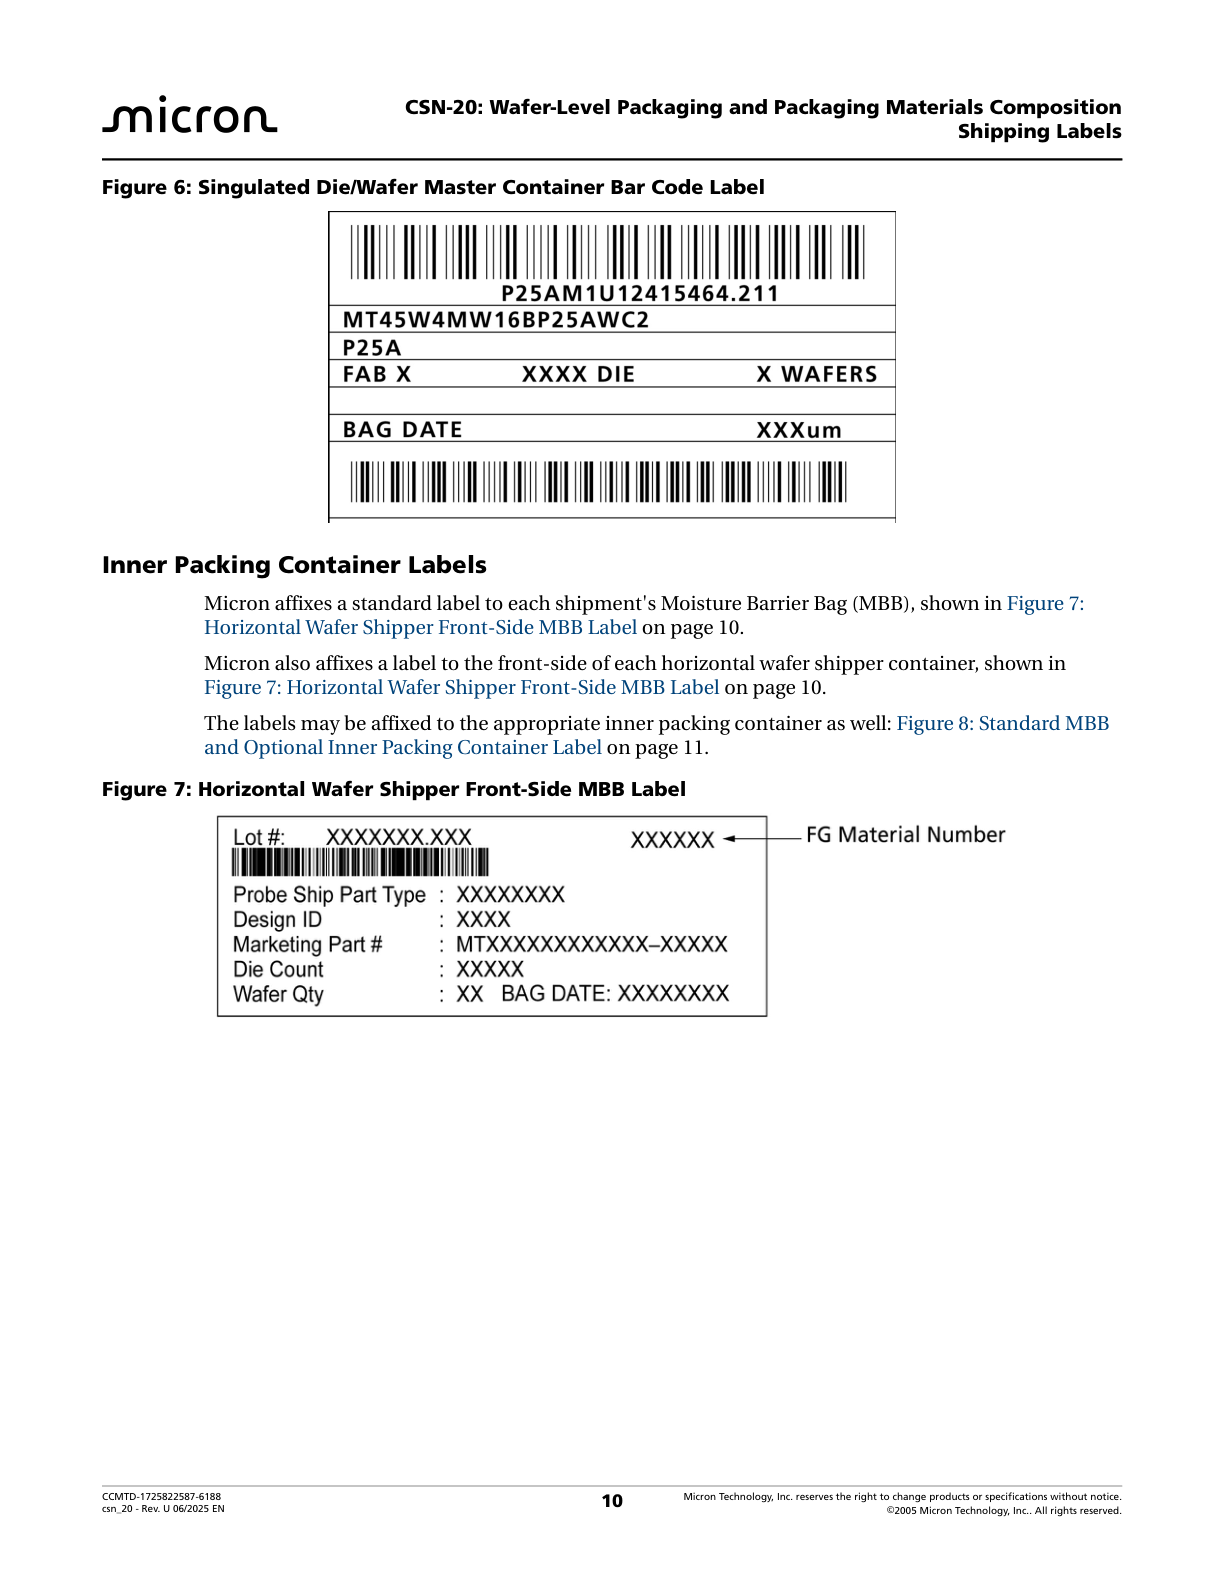 micron
CSN-20: Wafer-Level Packaging and Packaging Materials Composition
Shipping Labels
Figure 6: Singulated Die/Wafer Master Container Bar Code Label
P25AM1U12415464.211
MT45W4MW16BP25AWC2
P25A
FAB X XXXX DIE X WAFERS
BAG DATE XXXum
Inner Packing Container Labels
Micron affixes a standard label to each shipment's Moisture Barrier Bag (MBB), shown in Figure 7:
Horizontal Wafer Shipper Front-Side MBB Label on page 10.
Micron also affixes a label to the front-side of each horizontal wafer shipper container, shown in
Figure 7: Horizontal Wafer Shipper Front-Side MBB Label on page 10.
The labels may be affixed to the appropriate inner packing container as well: Figure 8: Standard MBB
and Optional Inner Packing Container Label on page 11.
Figure 7: Horizontal Wafer Shipper Front-Side MBB Label
Lot #: XXXXXXX.XXX XXXXXX FG Material Number
Probe Ship Part Type : XXXXXXXX
Design ID : XXXX
Marketing Part # : MTXXXXXXXXXXXX–XXXXX
Die Count : XXXXX
Wafer Qty : XX BAG DATE: XXXXXXXX
CCMTD-1725822587-6188
csn_20 - Rev. U 06/2025 EN
10
Micron Technology, Inc. reserves the right to change products or specifications without notice.
©2005 Micron Technology, Inc.. All rights reserved.